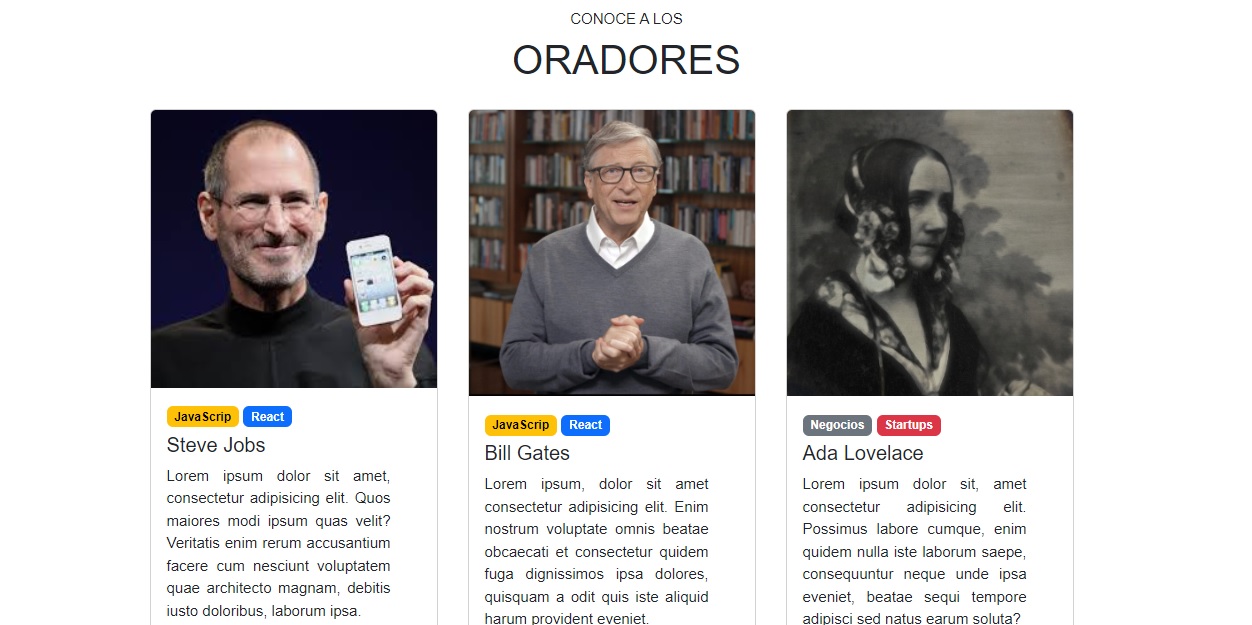 CONOCE A LOS
ORADORES
JavaScrip React
Steve Jobs
Lorem ipsum dolor sit amet,
consectetur adipisicing elit. Quos
maiores modi ipsum quas velit?
Veritatis enim rerum accusantium
facere cum nesciunt voluptatem
quae architecto magnam, debitis
iusto doloribus, laborum ipsa.
JavaScrip React
Bill Gates
Lorem ipsum, dolor sit amet
consectetur adipisicing elit. Enim
nostrum voluptate omnis beatae
obcaecati et consectetur quidem
fuga dignissimos ipsa dolores,
quisquam a odit quis iste aliquid
harum provident eveniet.
Negocios Startups
Ada Lovelace
Lorem ipsum dolor sit, amet
consectetur adipisicing elit.
Possimus labore cumque, enim
quidem nulla iste laborum saepe,
consequuntur neque unde ipsa
eveniet, beatae sequi tempore
adipisci sed natus earum soluta?